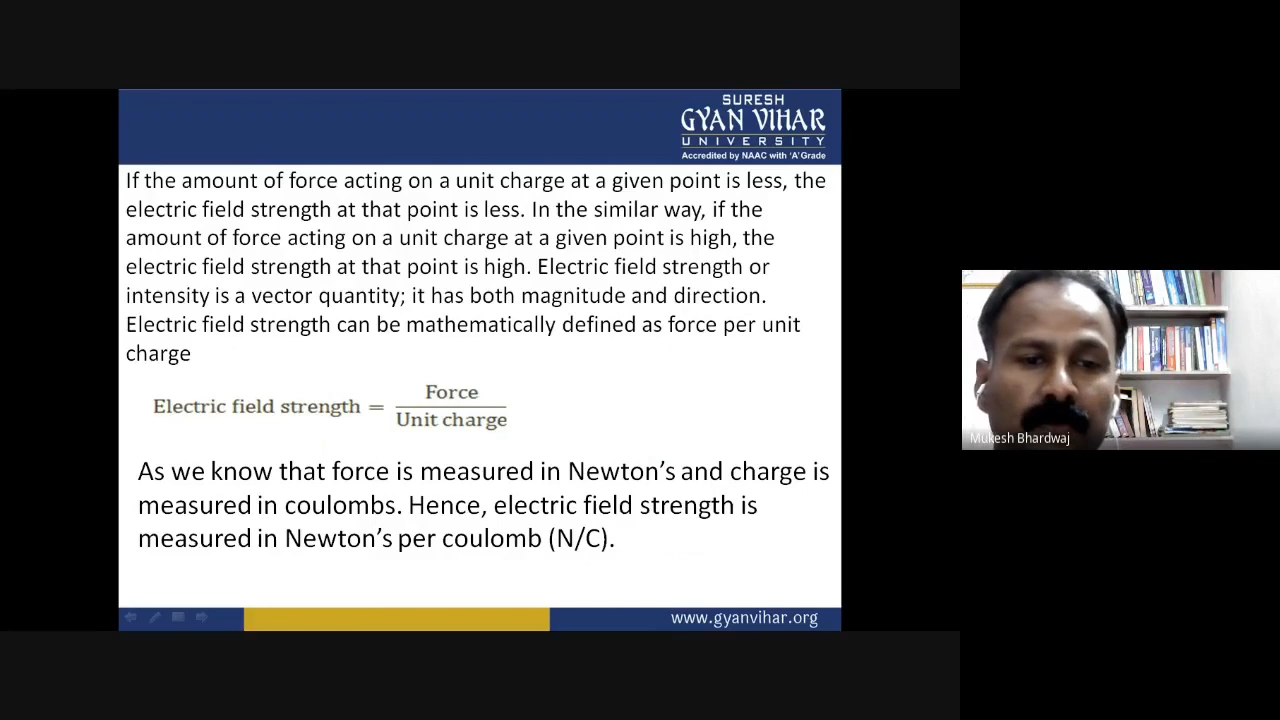 SURESH
GYAN VIHAR
UNIVERSITY
Accredited by NAAC with 'A' Grade
If the amount of force acting on a unit charge at a given point is less, the
electric field strength at that point is less. In the similar way, if the
amount of force acting on a unit charge at a given point is high, the
electric field strength at that point is high. Electric field strength or
intensity is a vector quantity; it has both magnitude and direction.
Electric field strength can be mathematically defined as force per unit
charge
Electric field strength = Force / Unit charge
As we know that force is measured in Newton's and charge is
measured in coulombs. Hence, electric field strength is
measured in Newton's per coulomb (N/C).
www.gyanvihar.org
Mukesh Bhardwaj